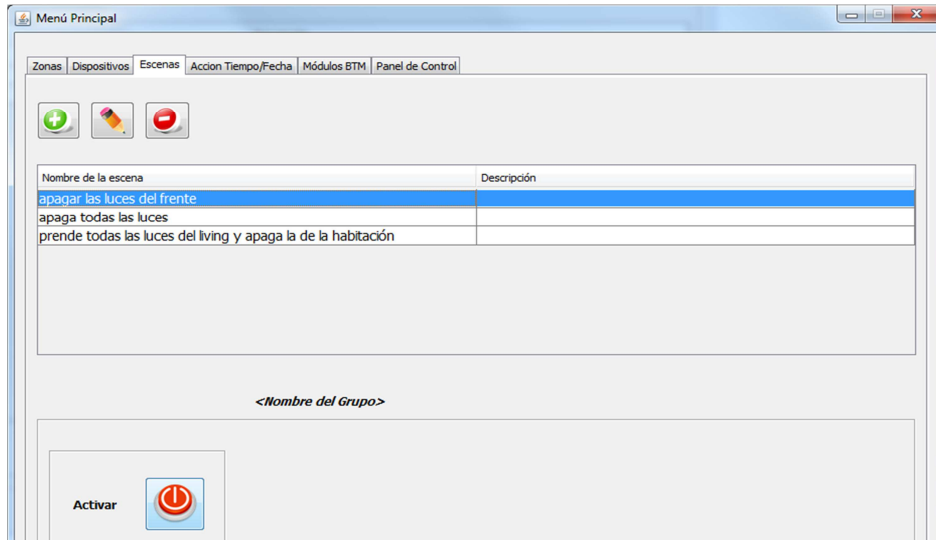 Menú Principal
Zonas Dispositivos Escenas Accion Tiempo/Fecha Módulos BTM Panel de Control
Nombre de la escena Descripción
apagar las luces del frente
apaga todas las luces
prende todas las luces del living y apaga la de la habitación
<Nombre del Grupo>
Activar